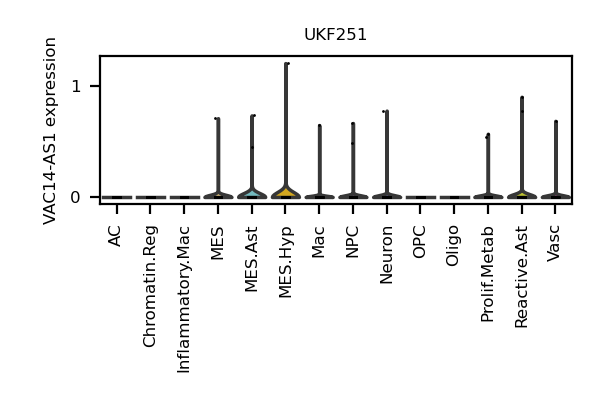 UKF251
VAC14-AS1 expression
1
0
AC
Chromatin.Reg
Inflammatory.Mac
MES
MES.Ast
MES.Hyp
Mac
NPC
Neuron
OPC
Oligo
Prolif.Metab
Reactive.Ast
Vasc